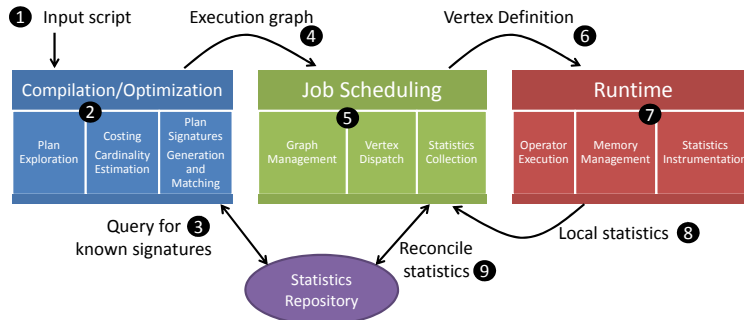 1 Input script
Execution graph
4
Vertex Definition
6
Compilation/Optimization
2
Plan
Exploration
Costing
Cardinality
Estimation
Plan
Signatures
Generation
and
Matching
Job Scheduling
5
Graph
Management
Vertex
Dispatch
Statistics
Collection
Runtime
7
Operator
Execution
Memory
Management
Statistics
Instrumentation
Query for 3
known signatures
Reconcile
statistics 9
Local statistics 8
Statistics
Repository